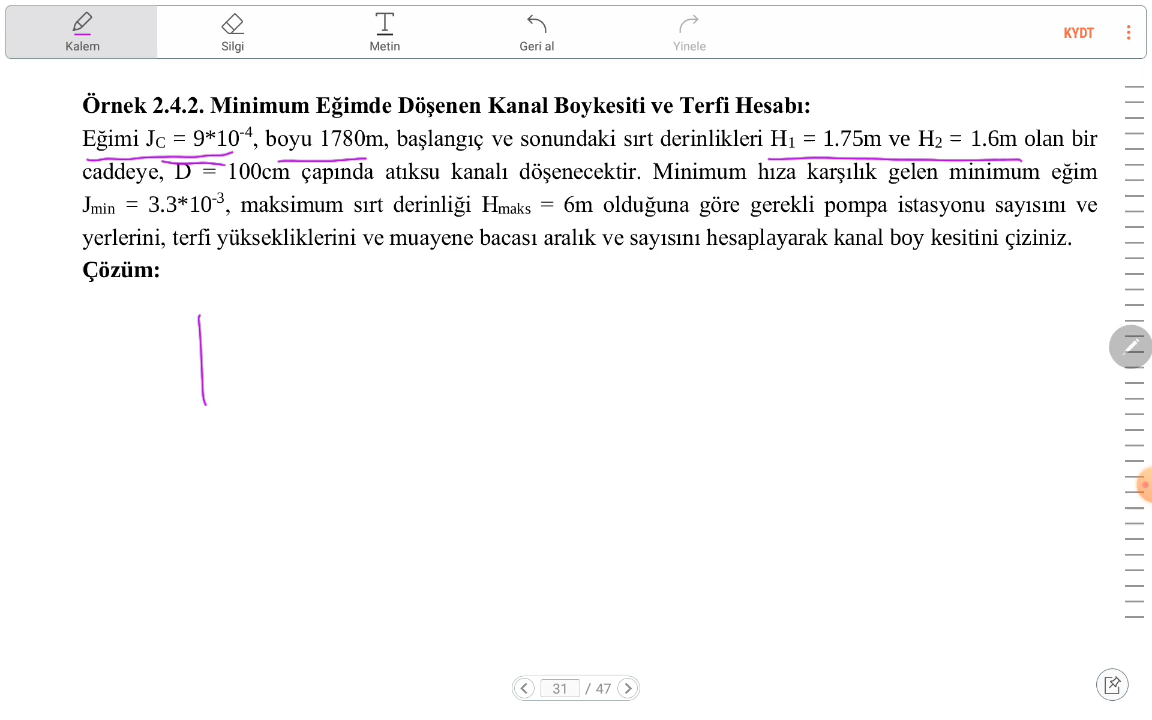 Kalem
Silgi
Metin
Geri al
Yinele
KYDT
Örnek 2.4.2. Minimum Eğimde Döşenen Kanal Boykesiti ve Terfi Hesabı:
Eğimi JC = 9*10-4, boyu 1780m, başlangıç ve sonundaki sırt derinlikleri H1 = 1.75m ve H2 = 1.6m olan bir
caddeye, D = 100cm çapında atıksu kanalı döşenecektir. Minimum hıza karşılık gelen minimum eğim
Jmin = 3.3*10-3, maksimum sırt derinliği Hmaks = 6m olduğuna göre gerekli pompa istasyonu sayısını ve
yerlerini, terfi yüksekliklerini ve muayene bacası aralık ve sayısını hesaplayarak kanal boy kesitini çiziniz.
Çözüm:
31 / 47